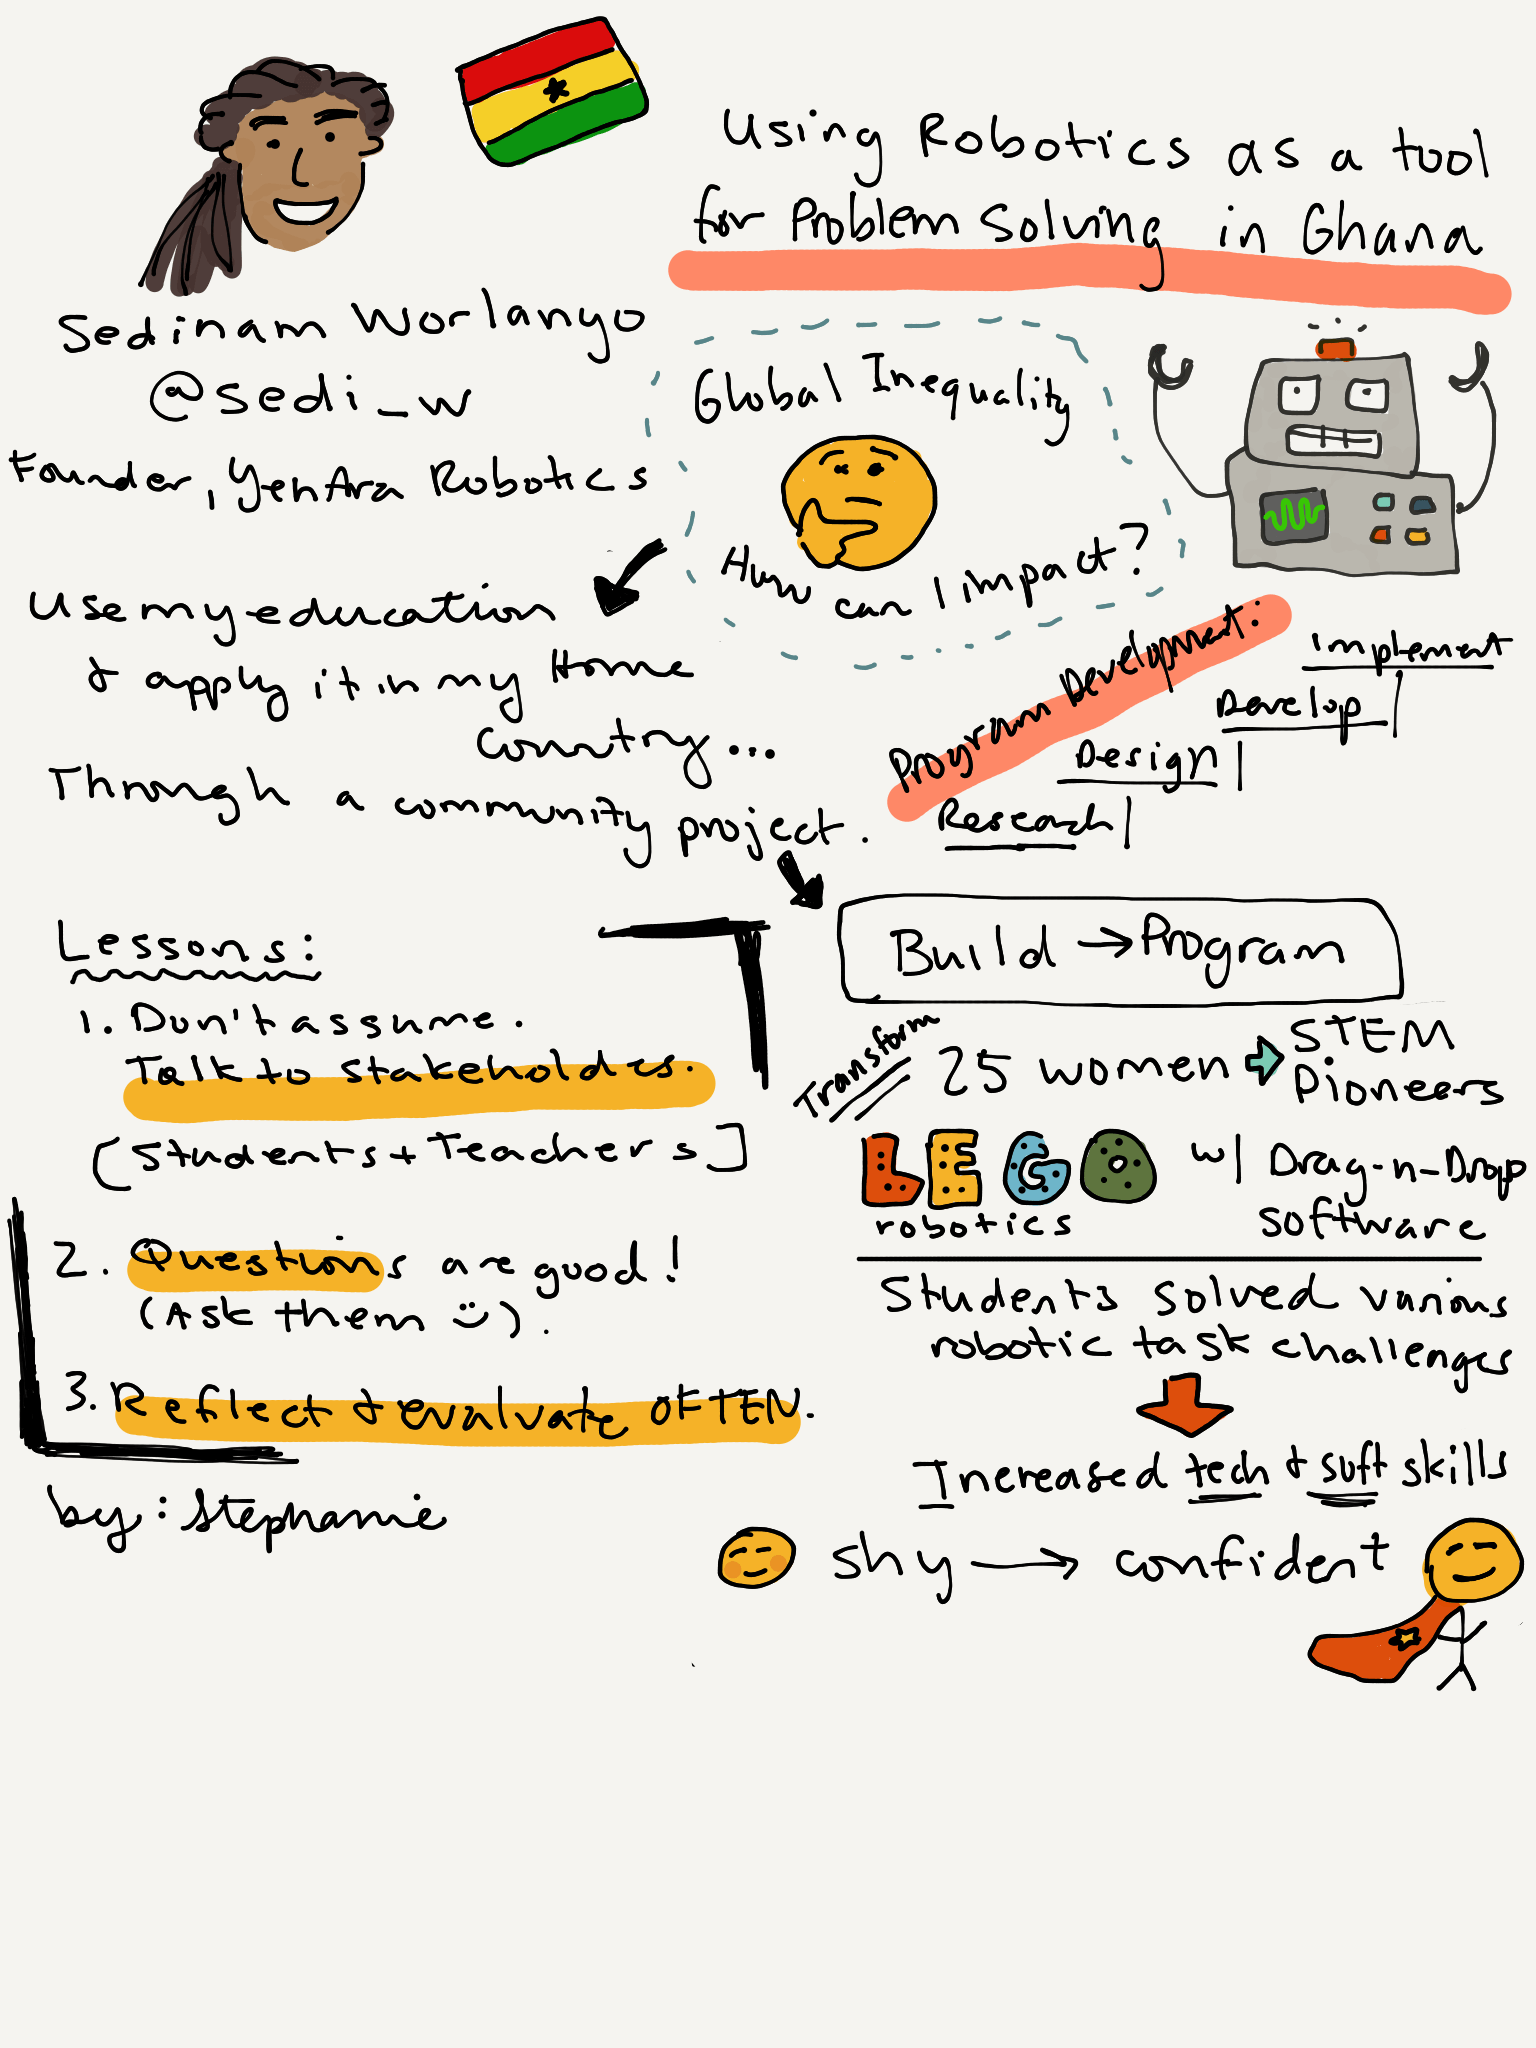 Using Robotics as a tool
for Problem Solving in Ghana
Sedinam Worlanyo
@sedi_w
Founder, YenAra Robotics
Global Inequality
How can I impact?
Use my education
& apply it in my Home
Country...
Through a community project.
Program Development:
Implement
Develop
Design
Research
Build → Program
Transform
25 women
STEM
Pioneers
LEGO
robotics
w/ Drag-n-Drop
software
Students solved various
robotic task challenges
Increased tech & soft skills
shy → confident
Lessons:
1. Don't assume.
Talk to stakeholdes.
[Students + Teachers]
2. Questions are good!
(Ask them ☺).
3. Reflect & evalvate OFTEN.
by: Stephanie